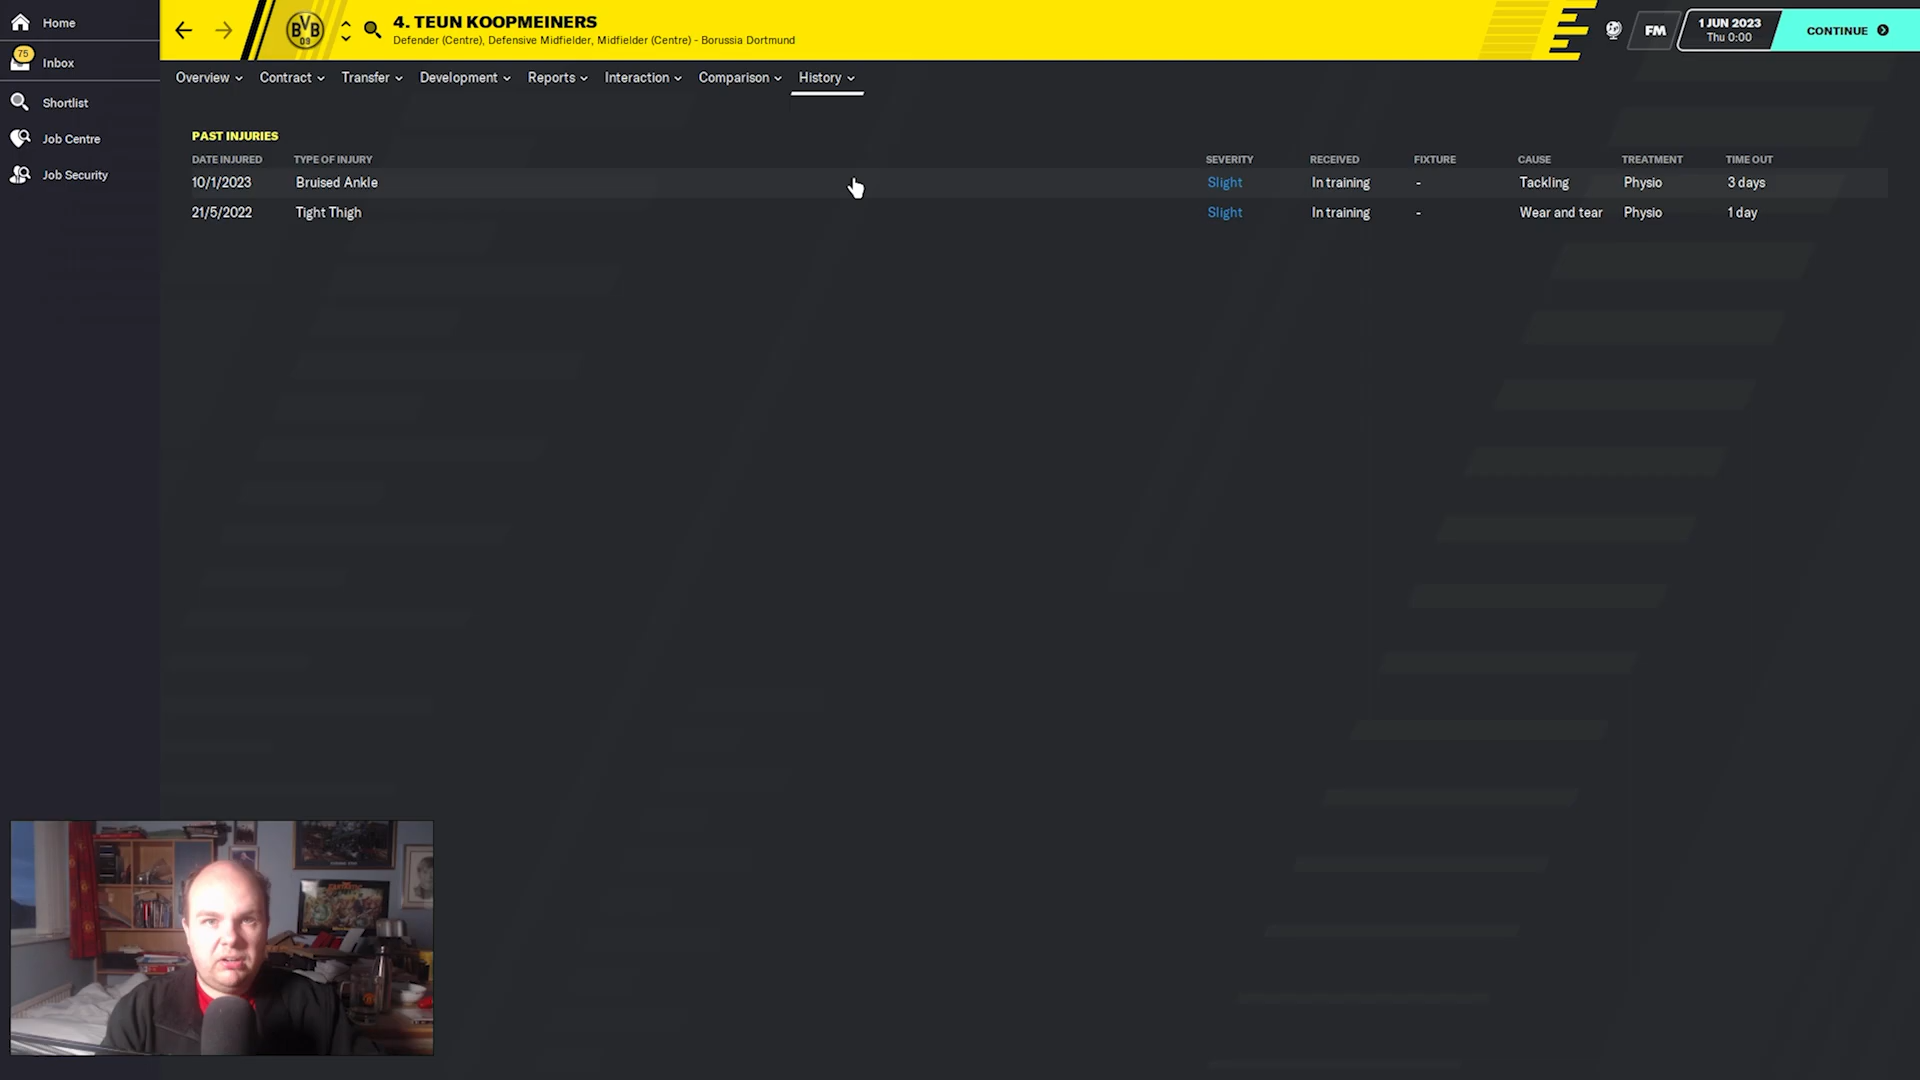 Home
75
Inbox
Shortlist
Job Centre
Job Security
BVB
09
4. TEUN KOOPMEINERS
Defender (Centre), Defensive Midfielder, Midfielder (Centre) - Borussia Dortmund
FM
1 JUN 2023
Thu 0:00
CONTINUE
Overview Contract Transfer Development Reports Interaction Comparison History
PAST INJURIES
DATE INJURED TYPE OF INJURY SEVERITY RECEIVED FIXTURE CAUSE TREATMENT TIME OUT
10/1/2023 Bruised Ankle Slight In training - Tackling Physio 3 days
21/5/2022 Tight Thigh Slight In training - Wear and tear Physio 1 day